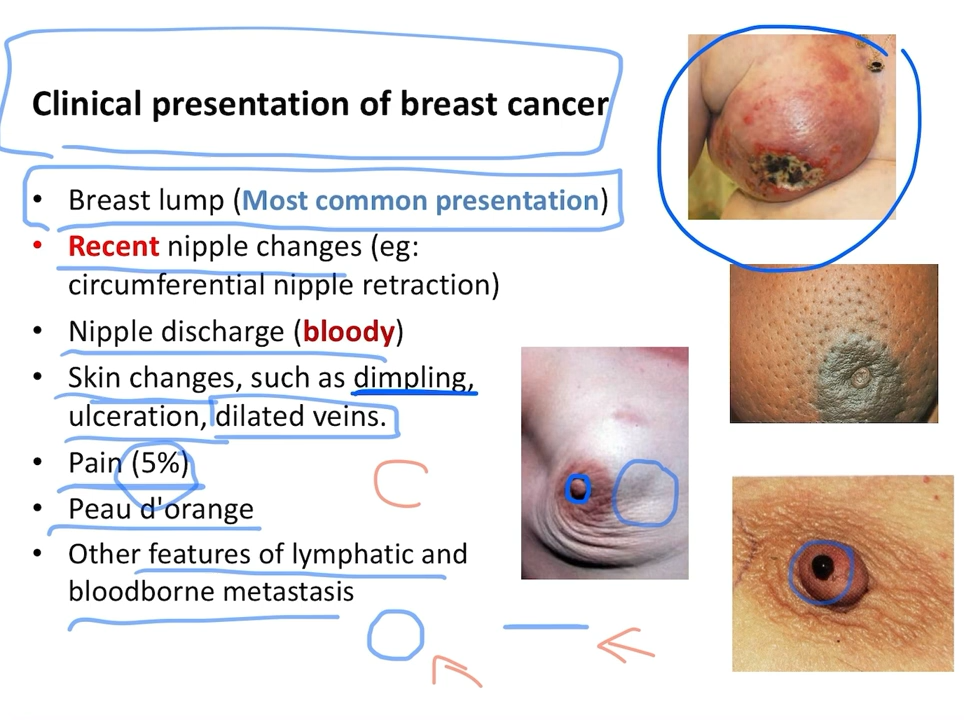 Clinical presentation of breast cancer
• Breast lump (Most common presentation)
• Recent nipple changes (eg:
circumferential nipple retraction)
• Nipple discharge (bloody)
• Skin changes, such as dimpling,
ulceration, dilated veins.
• Pain (5%)
• Peau d'orange
• Other features of lymphatic and
bloodborne metastasis